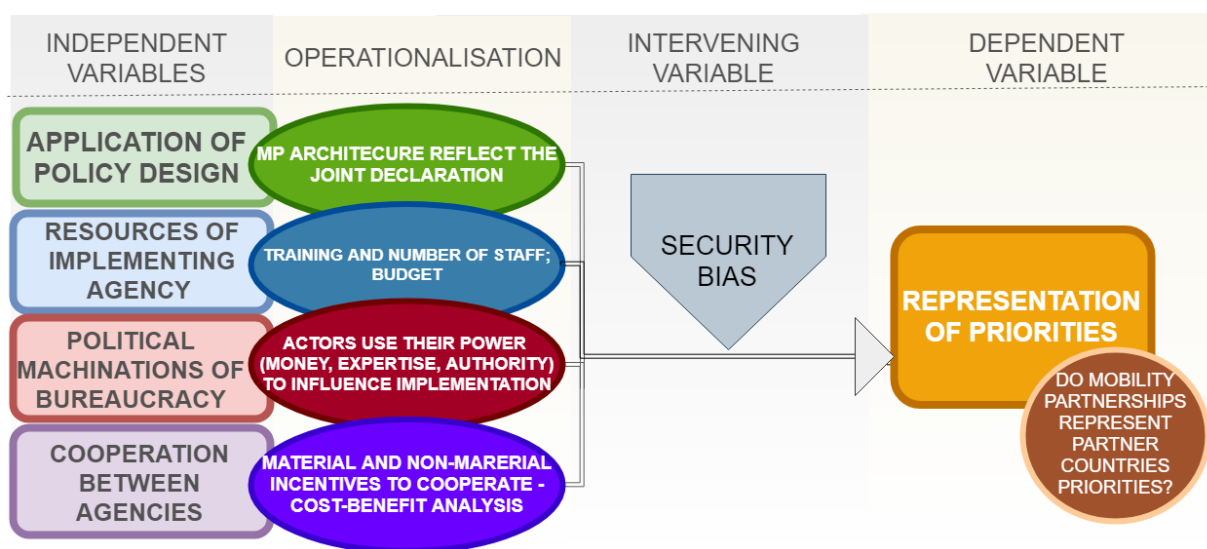 INDEPENDENT
VARIABLES
OPERATIONALISATION
INTERVENING
VARIABLE
DEPENDENT
VARIABLE
APPLICATION OF
POLICY DESIGN
MP ARCHITECURE REFLECT THE
JOINT DECLARATION
RESOURCES OF
IMPLEMENTING
AGENCY
TRAINING AND NUMBER OF STAFF;
BUDGET
POLITICAL
MACHINATIONS OF
BUREAUCRACY
ACTORS USE THEIR POWER
(MONEY, EXPERTISE, AUTHORITY)
TO INFLUENCE IMPLEMENTATION
COOPERATION
BETWEEN
AGENCIES
MATERIAL AND NON-MARERIAL
INCENTIVES TO COOPERATE -
COST-BENEFIT ANALYSIS
SECURITY
BIAS
REPRESENTATION
OF PRIORITIES
DO MOBILITY
PARTNERSHIPS
REPRESENT
PARTNER
COUNTRIES
PRIORITIES?